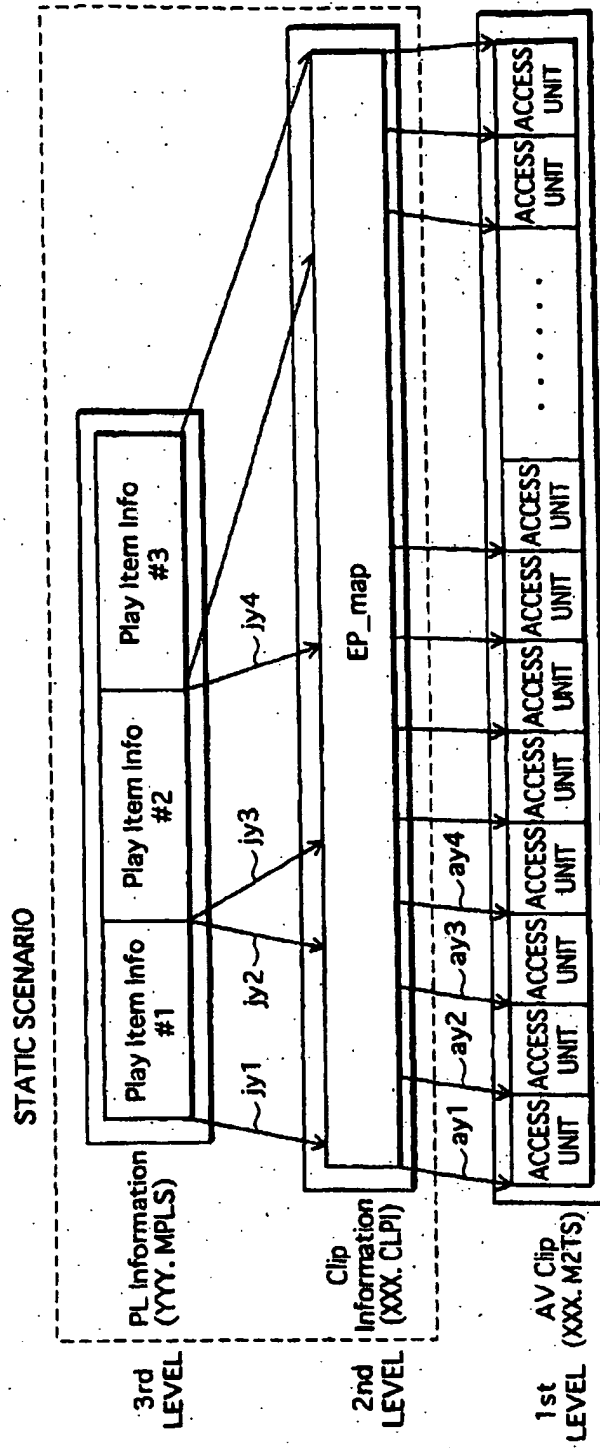 STATIC SCENARIO
3rd
LEVEL
PL Information
(YYY. MPLS)
Play Item Info
#1
Play Item Info
#2
Play Item Info
#3
jy1
jy2
jy3
jy4
2nd
LEVEL
Clip
Information
(XXX. CLPI)
EP_map
ay1
ay2
ay3
ay4
1st
LEVEL
AV Clip
(XXX. M2TS)
ACCESS
UNIT
ACCESS
UNIT
ACCESS
UNIT
ACCESS
UNIT
ACCESS
UNIT
ACCESS
UNIT
ACCESS
UNIT
ACCESS
UNIT
. . . . . .
ACCESS
UNIT
ACCESS
UNIT